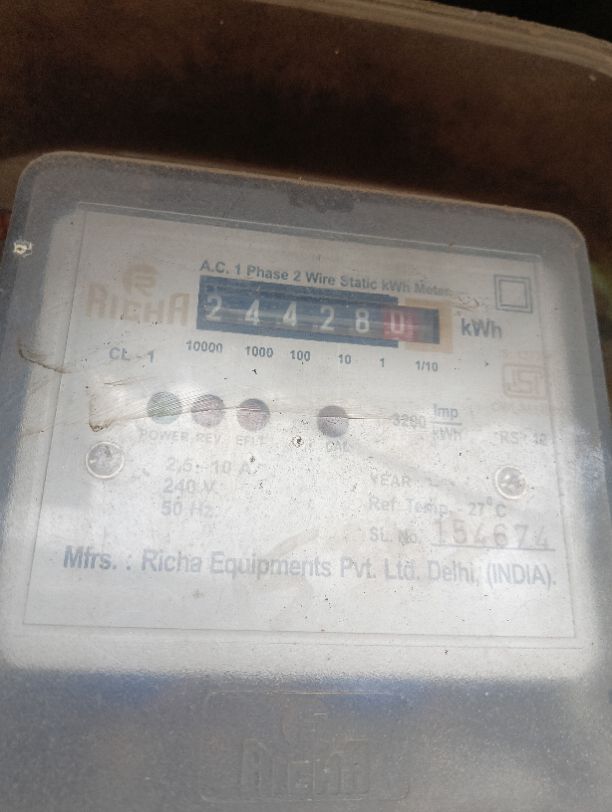 A.C. 1 Phase 2 Wire Static kWh Meter
RICHA
2 4 4 2 8 0 kWh
CL - 1 10000 1000 100 10 1 1/10
3200 Imp/kWh
POWER REV EFLT CAL
2.5 - 10 A
YEAR
240 V
Ref. Temp. - 27°C
50 Hz
SL. No. 154674
Mfrs. : Richa Equipments Pvt. Ltd. Delhi, (INDIA).
RICHA